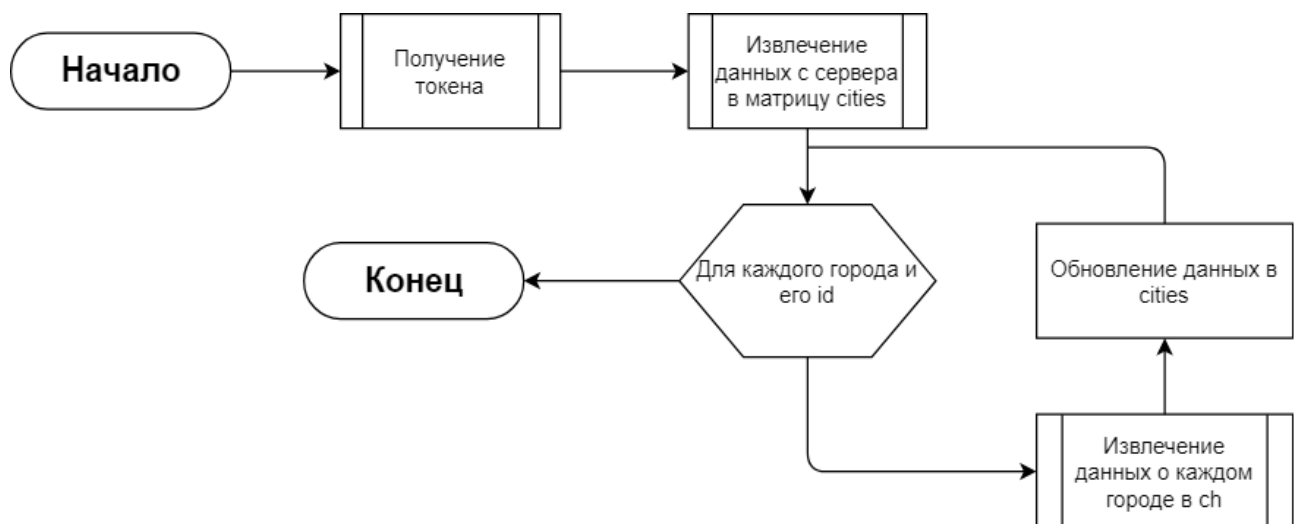 Начало
Получение
токена
Извлечение
данных с сервера
в матрицу cities
Для каждого города и
его id
Конец
Обновление данных в
cities
Извлечение
данных о каждом
городе в ch